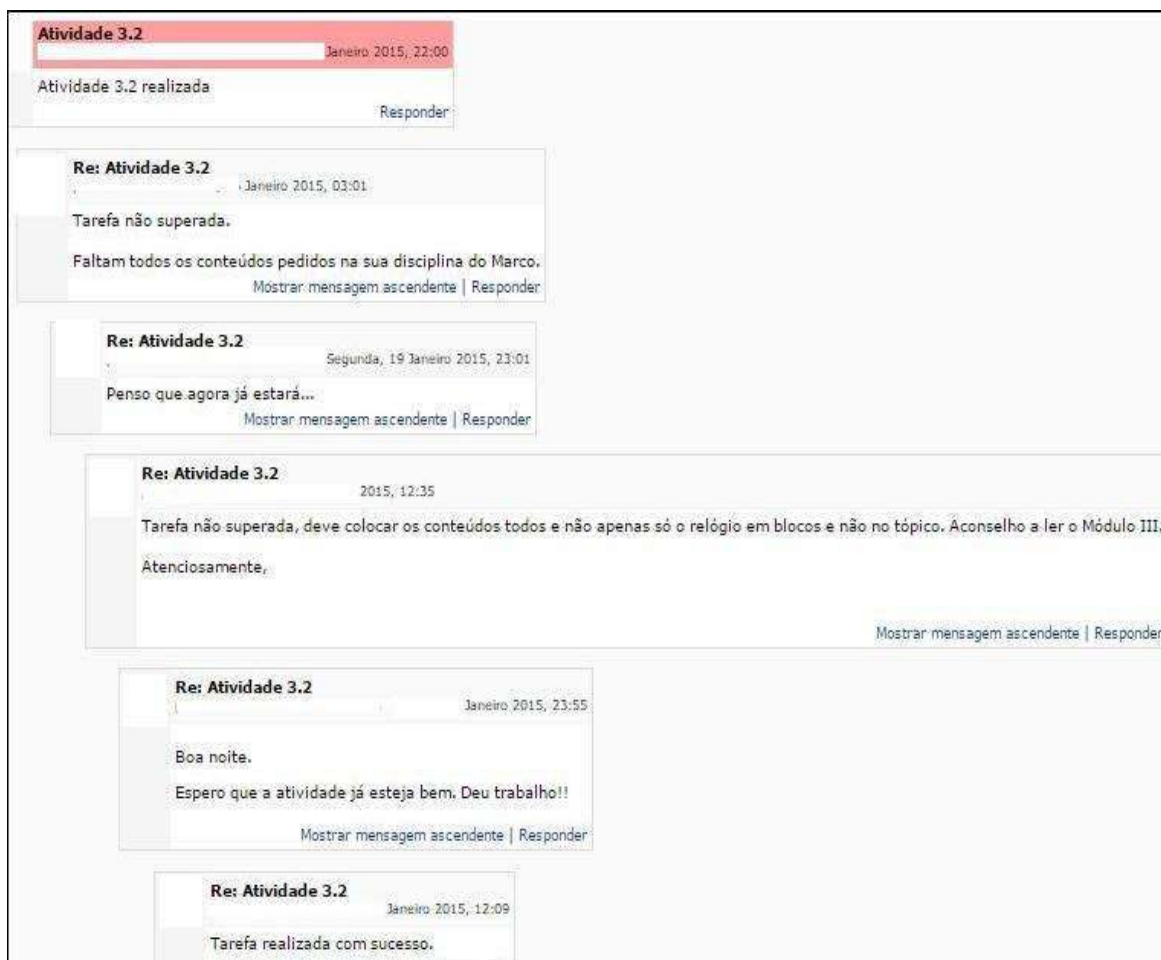 Atividade 3.2
Janeiro 2015, 22:00
Atividade 3.2 realizada
Responder
Re: Atividade 3.2
Janeiro 2015, 03:01
Tarefa não superada.
Faltam todos os conteúdos pedidos na sua disciplina do Marco.
Mostrar mensagem ascendente | Responder
Re: Atividade 3.2
Segunda, 19 Janeiro 2015, 23:01
Penso que agora já estará...
Mostrar mensagem ascendente | Responder
Re: Atividade 3.2
2015, 12:35
Tarefa não superada, deve colocar os conteúdos todos e não apenas só o relógio em blocos e não no tópico. Aconselho a ler o Módulo III.
Atenciosamente,
Mostrar mensagem ascendente | Responder
Re: Atividade 3.2
Janeiro 2015, 23:55
Boa noite.
Espero que a atividade já esteja bem. Deu trabalho!!
Mostrar mensagem ascendente | Responder
Re: Atividade 3.2
Janeiro 2015, 12:09
Tarefa realizada com sucesso.